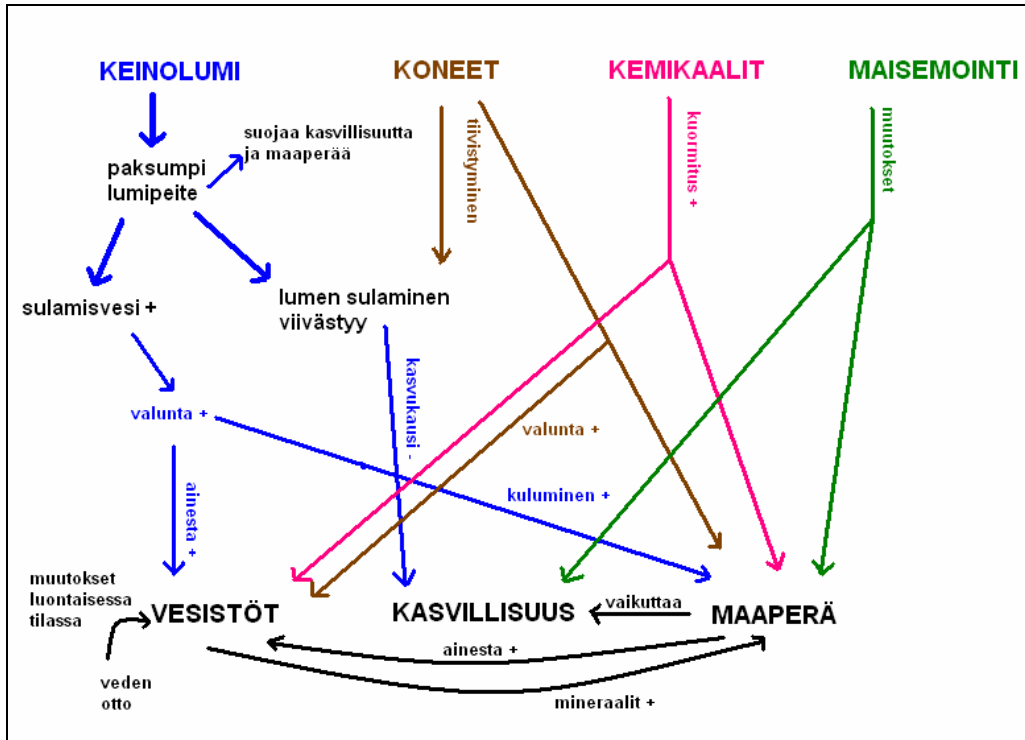 KEINOLUMI
KONEET
KEMIKAALIT
MAISEMOINTI
suojaa kasvillisuutta
ja maaperää
paksumpi
lumipeite
tiivistyminen
kuormitus +
muutokset
sulamisvesi +
lumen sulaminen
viivästyy
kasvukausi -
valunta +
valunta +
ainesta +
kuluminen +
muutokset
luontaisessa
tilassa
VESISTÖT
KASVILLISUUS
vaikuttaa
MAAPERÄ
ainesta +
mineraalit +
veden
otto